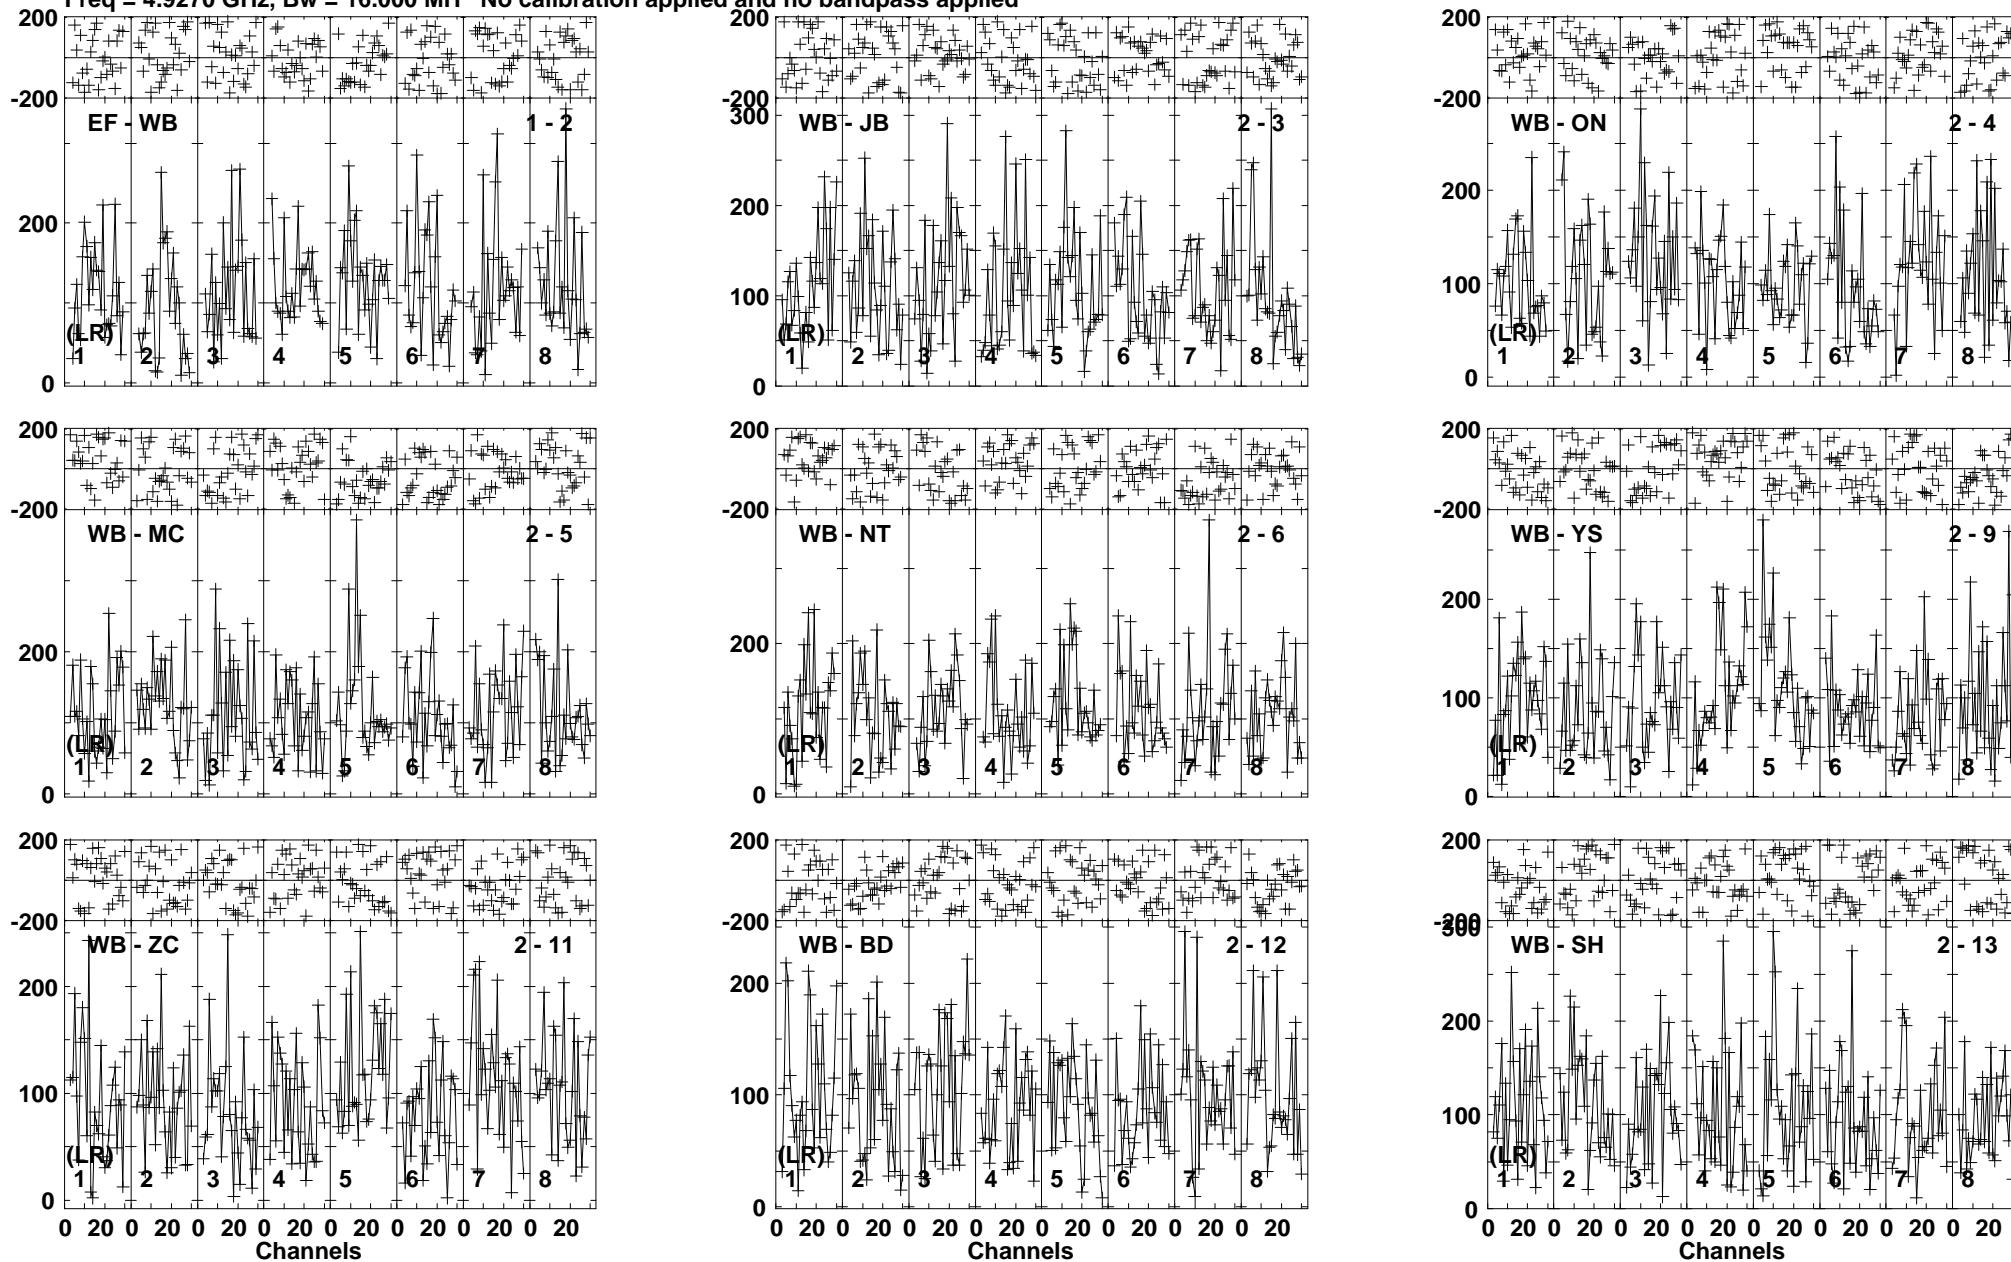 Freq = 4.9270 GHz, Bw = 16.000 MH No calibration applied and no bandpass applied
200 200 200
-200 -200 -200
EF - WB 1 - 2 300 WB - JB 2 - 3 WB - ON 2 - 4
200 200 200
100 100
(LR) (LR) (LR)
1 2 3 4 5 6 7 8 1 2 3 4 5 6 7 8 1 2 3 4 5 6 7 8
0 0 0
200 200 200
-200 -200 -200
WB - MC 2 - 5 WB - NT 2 - 6 WB - YS 2 - 9
200 200 200
100
(LR) (LR) (LR)
1 2 3 4 5 6 7 8 1 2 3 4 5 6 7 8 1 2 3 4 5 6 7 8
0 0 0
200 200 200
-200 -200 -200
300
WB - ZC 2 - 11 WB - BD 2 - 12 WB - SH 2 - 13
200 200 200
100 100 100
(LR) (LR) (LR)
1 2 3 4 5 6 7 8 1 2 3 4 5 6 7 8 1 2 3 4 5 6 7 8
0 0 0
0 20 0 20 0 20 0 20 0 20 0 20 0 20 0 20 0 20 0 20 0 20 0 20 0 20 0 20 0 20 0 20 0 20 0 20 0 20 0 20 0 20 0 20 0 20 0 20
Channels Channels Channels